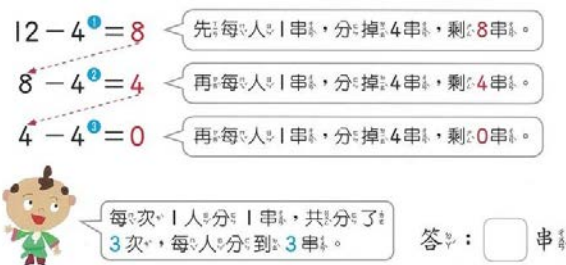 12－4①＝8
先每人1串，分掉4串，剩8串。
8－4②＝4
再每人1串，分掉4串，剩4串。
4－4③＝0
再每人1串，分掉4串，剩0串。
每次1人分1串，共分了
3次，每人分到3串。
答：□串